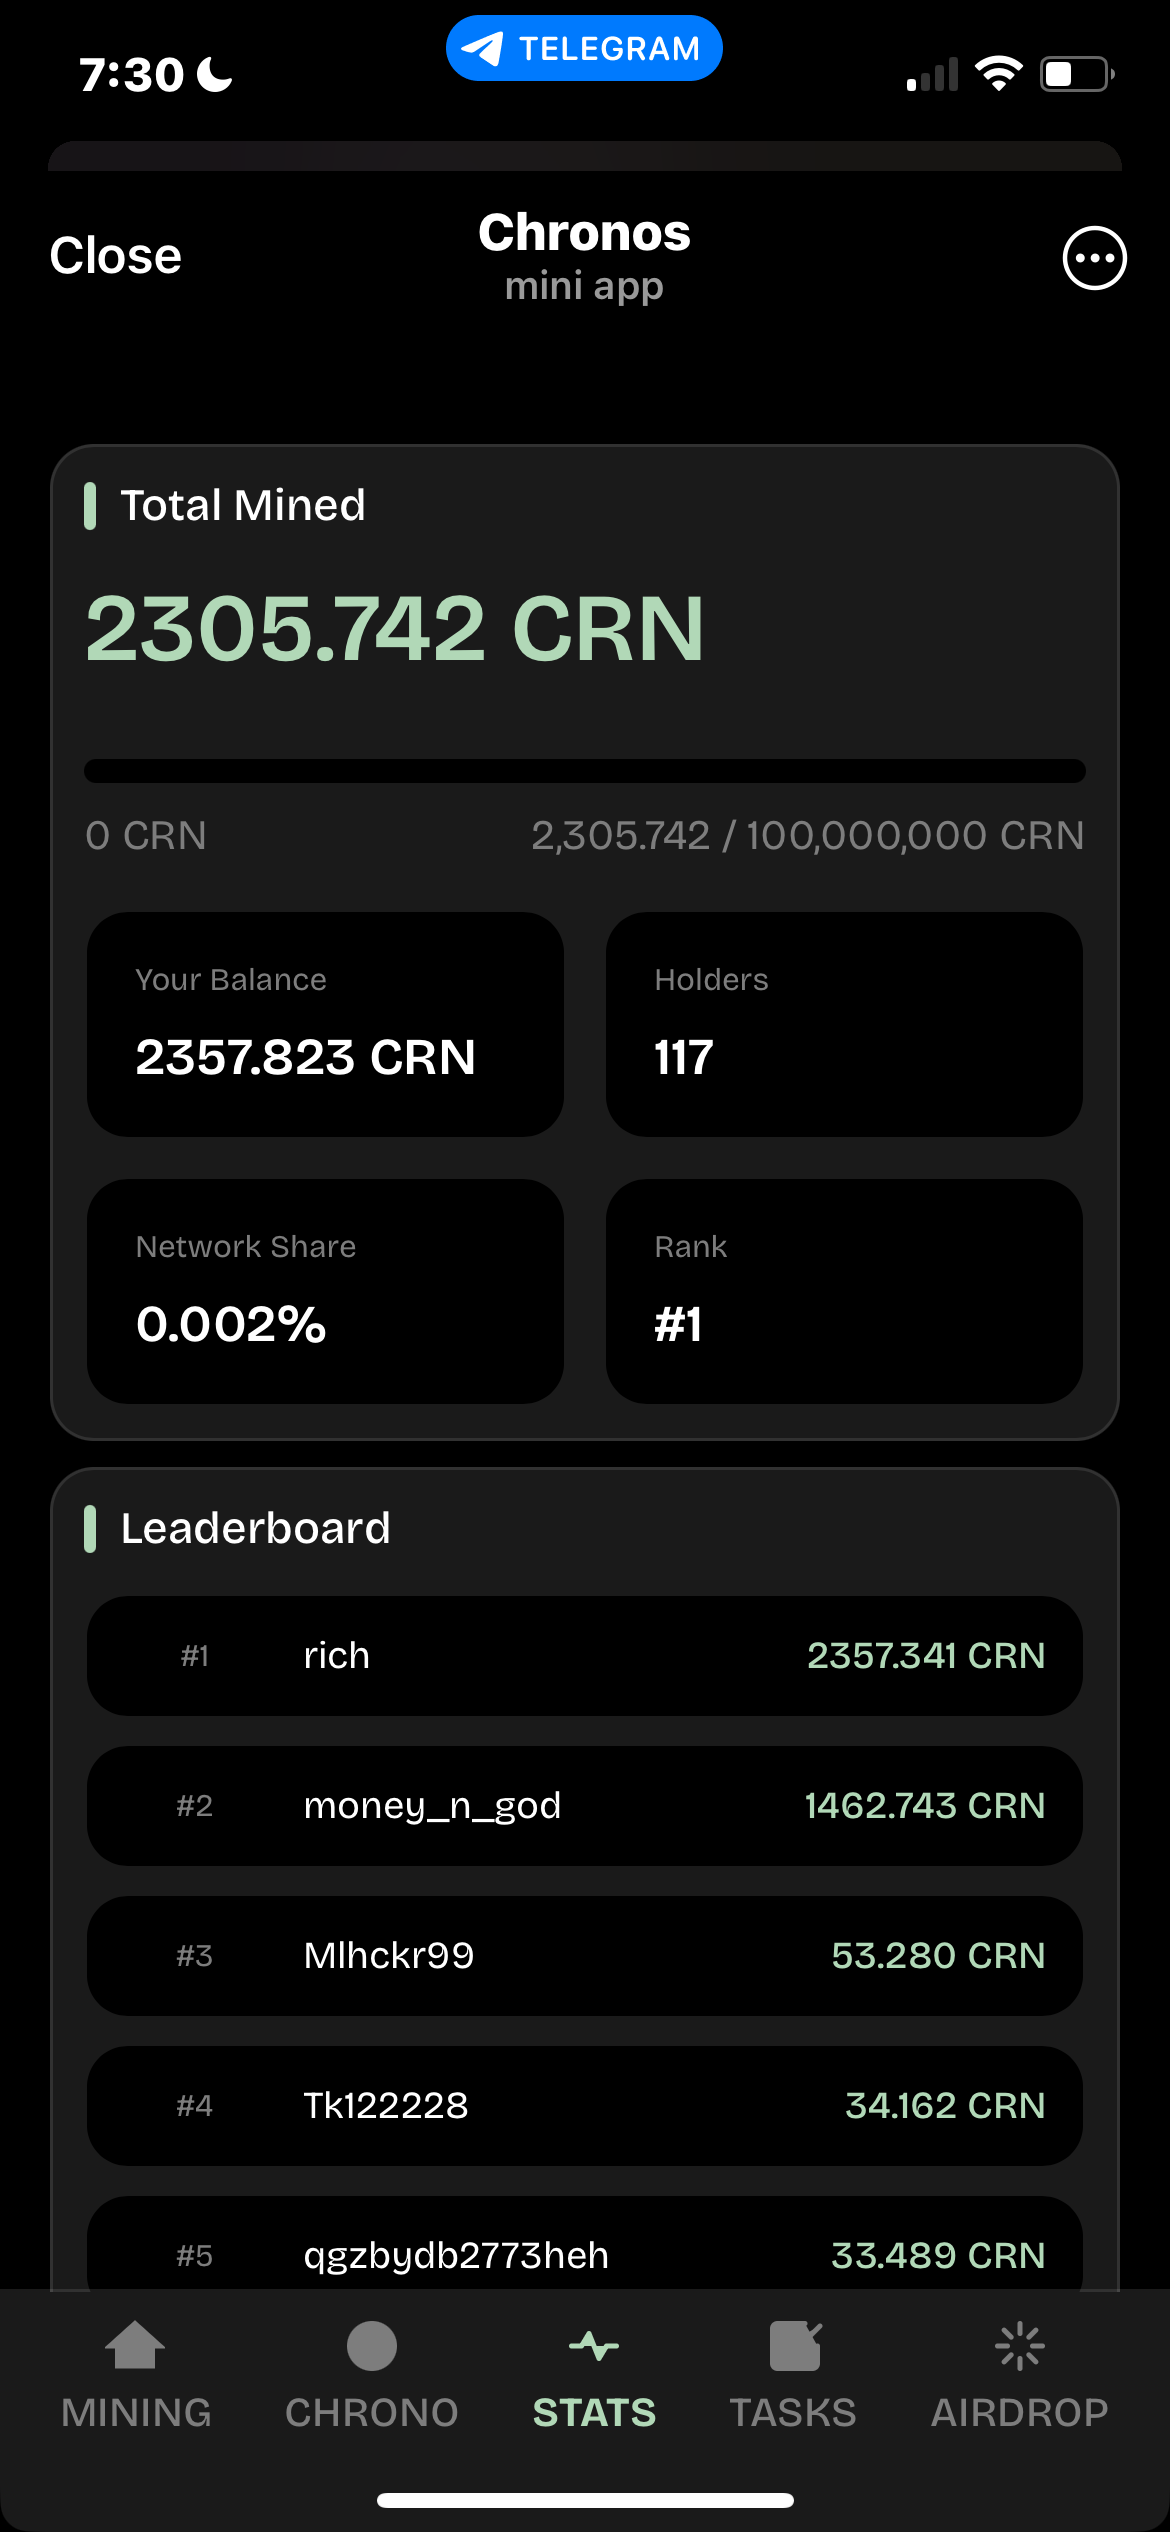 7:30
TELEGRAM
Close
Chronos
mini app
Total Mined
2305.742 CRN
0 CRN
2,305.742 / 100,000,000 CRN
Your Balance
2357.823 CRN
Holders
117
Network Share
0.002%
Rank
#1
Leaderboard
#1 rich 2357.341 CRN
#2 money_n_god 1462.743 CRN
#3 Mlhckr99 53.280 CRN
#4 Tk122228 34.162 CRN
#5 qgzbydb2773heh 33.489 CRN
MINING CHRONO STATS TASKS AIRDROP